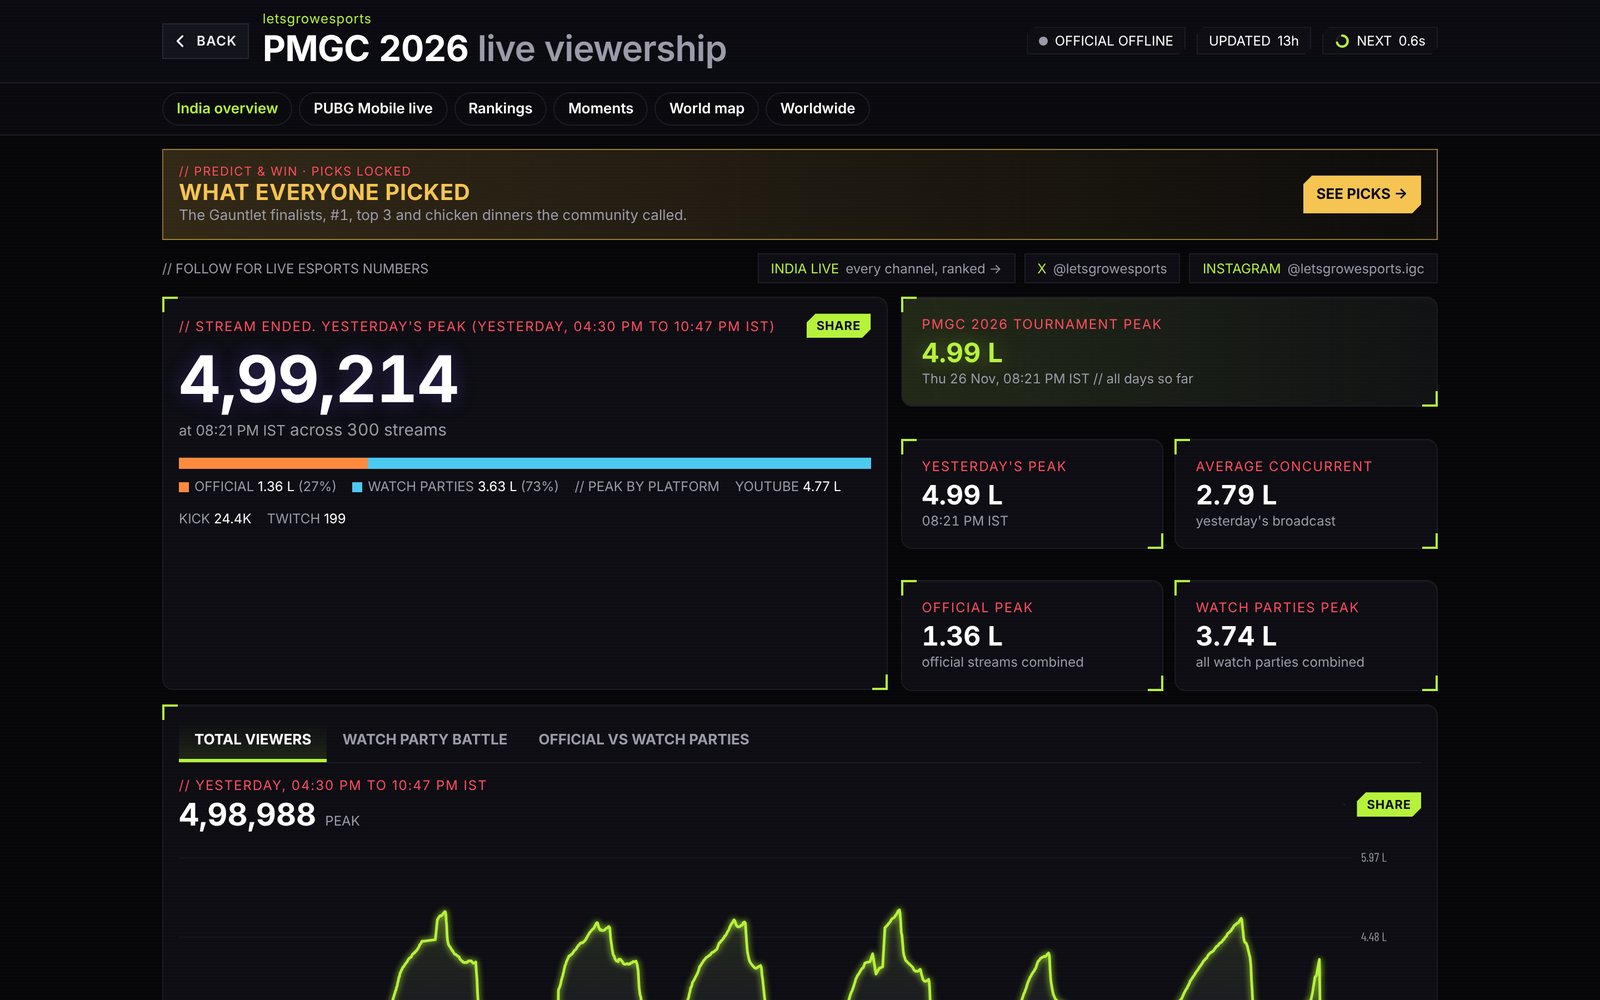 letsgrowesports
BACK
PMGC 2026 live viewership
OFFICIAL OFFLINE
UPDATED 13h
NEXT 0.6s
India overview
PUBG Mobile live
Rankings
Moments
World map
Worldwide
// PREDICT & WIN · PICKS LOCKED
WHAT EVERYONE PICKED
The Gauntlet finalists, #1, top 3 and chicken dinners the community called.
SEE PICKS →
// FOLLOW FOR LIVE ESPORTS NUMBERS
INDIA LIVE every channel, ranked →
X @letsgrowesports
INSTAGRAM @letsgrowesports.igc
// STREAM ENDED. YESTERDAY'S PEAK (YESTERDAY, 04:30 PM TO 10:47 PM IST)
SHARE
4,99,214
at 08:21 PM IST across 300 streams
OFFICIAL 1.36 L (27%) WATCH PARTIES 3.63 L (73%) // PEAK BY PLATFORM YOUTUBE 4.77 L
KICK 24.4K TWITCH 199
PMGC 2026 TOURNAMENT PEAK
4.99 L
Thu 26 Nov, 08:21 PM IST // all days so far
YESTERDAY'S PEAK
4.99 L
08:21 PM IST
AVERAGE CONCURRENT
2.79 L
yesterday's broadcast
OFFICIAL PEAK
1.36 L
official streams combined
WATCH PARTIES PEAK
3.74 L
all watch parties combined
TOTAL VIEWERS
WATCH PARTY BATTLE
OFFICIAL VS WATCH PARTIES
// YESTERDAY, 04:30 PM TO 10:47 PM IST
4,98,988 PEAK
SHARE
5.97 L
4.48 L